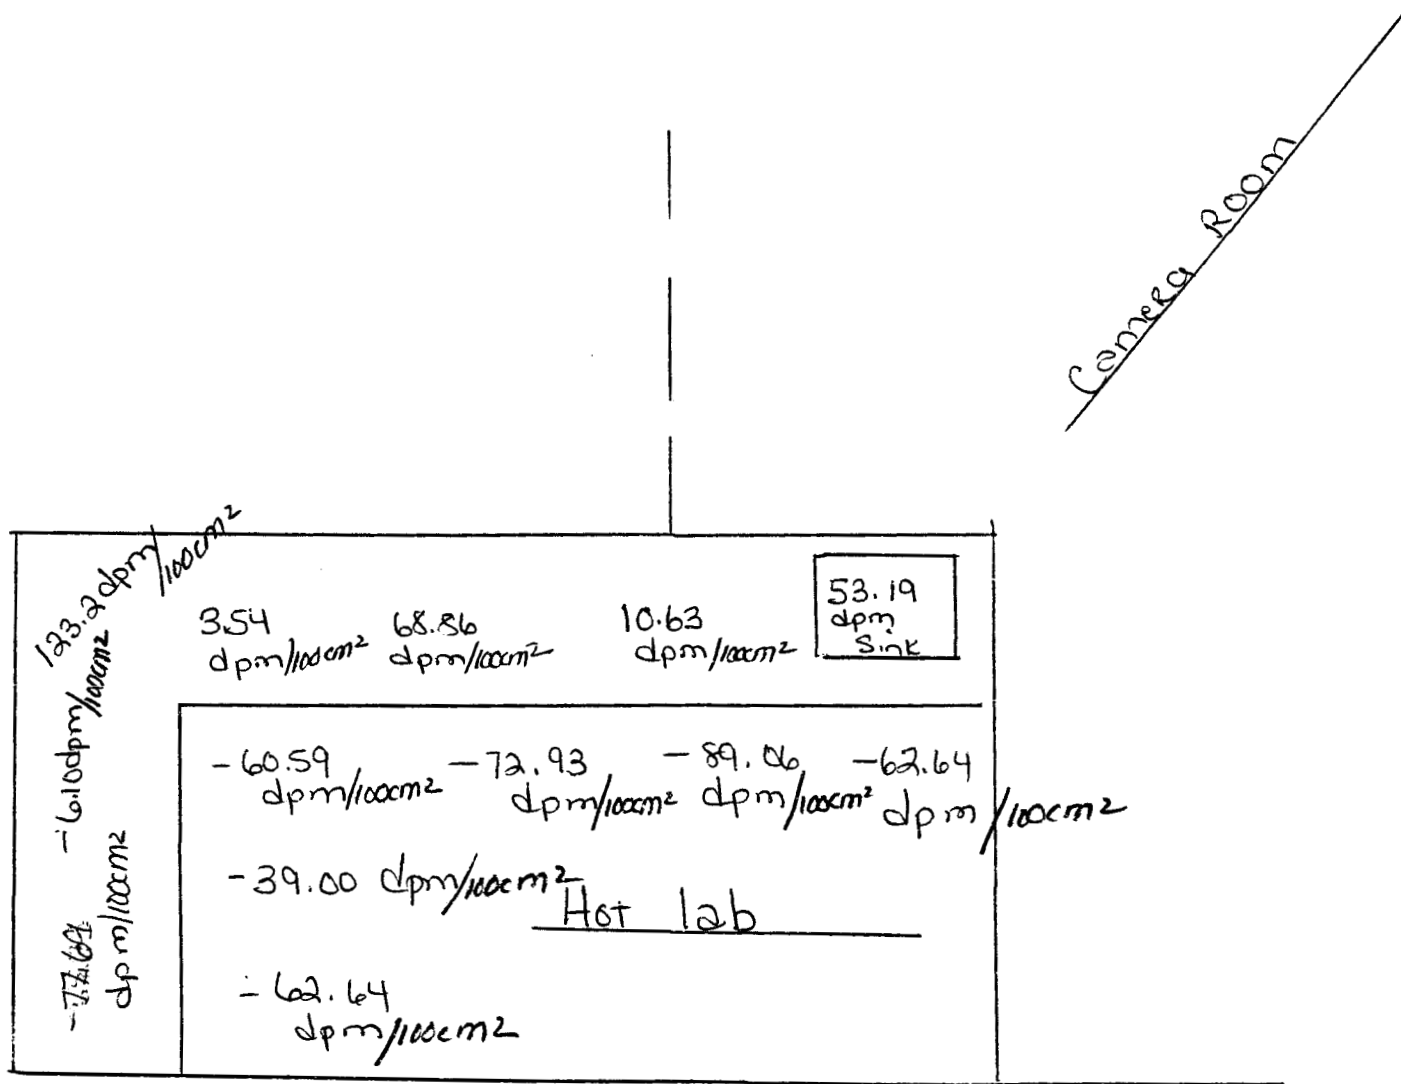 Camera Room
123.2 dpm/100cm²
3.54
dpm/100cm²
68.86
dpm/100cm²
10.63
dpm/100cm²
53.19
dpm
Sink
-6.10 dpm/100cm²
dpm/100cm²
-60.59
dpm/100cm²
-72.93
dpm/100cm²
-89.06
dpm/100cm²
-62.64
dpm/100cm²
-39.00 dpm/100cm²
Hot lab
-62.64
dpm/100cm²